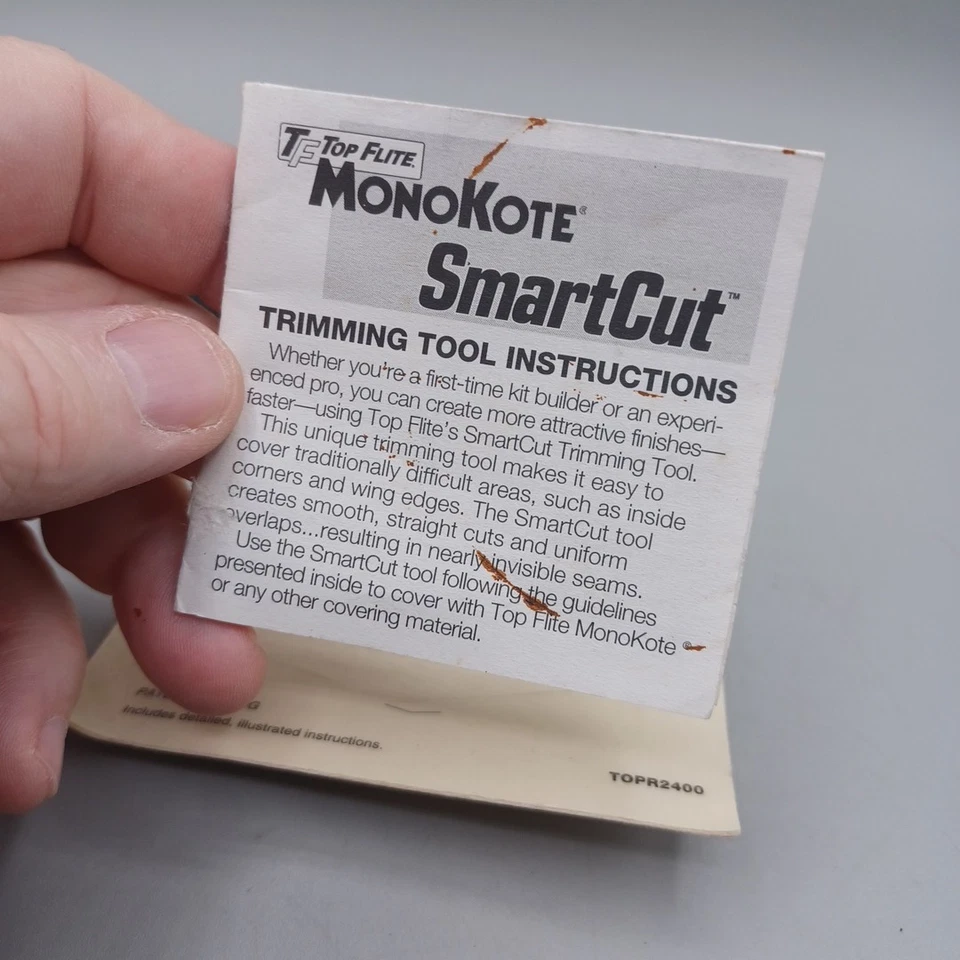 TF TOP FLITE.
MONOKOTE®
SmartCut™
TRIMMING TOOL INSTRUCTIONS
Whether you're a first-time kit builder or an experi-
enced pro, you can create more attractive finishes—
faster—using Top Flite's SmartCut Trimming Tool.
This unique trimming tool makes it easy to
cover traditionally difficult areas, such as inside
corners and wing edges. The SmartCut tool
creates smooth, straight cuts and uniform
overlaps...resulting in nearly invisible seams.
Use the SmartCut tool following the guidelines
presented inside to cover with Top Flite MonoKote®
or any other covering material.
Includes detailed, illustrated instructions.
TOPR2400